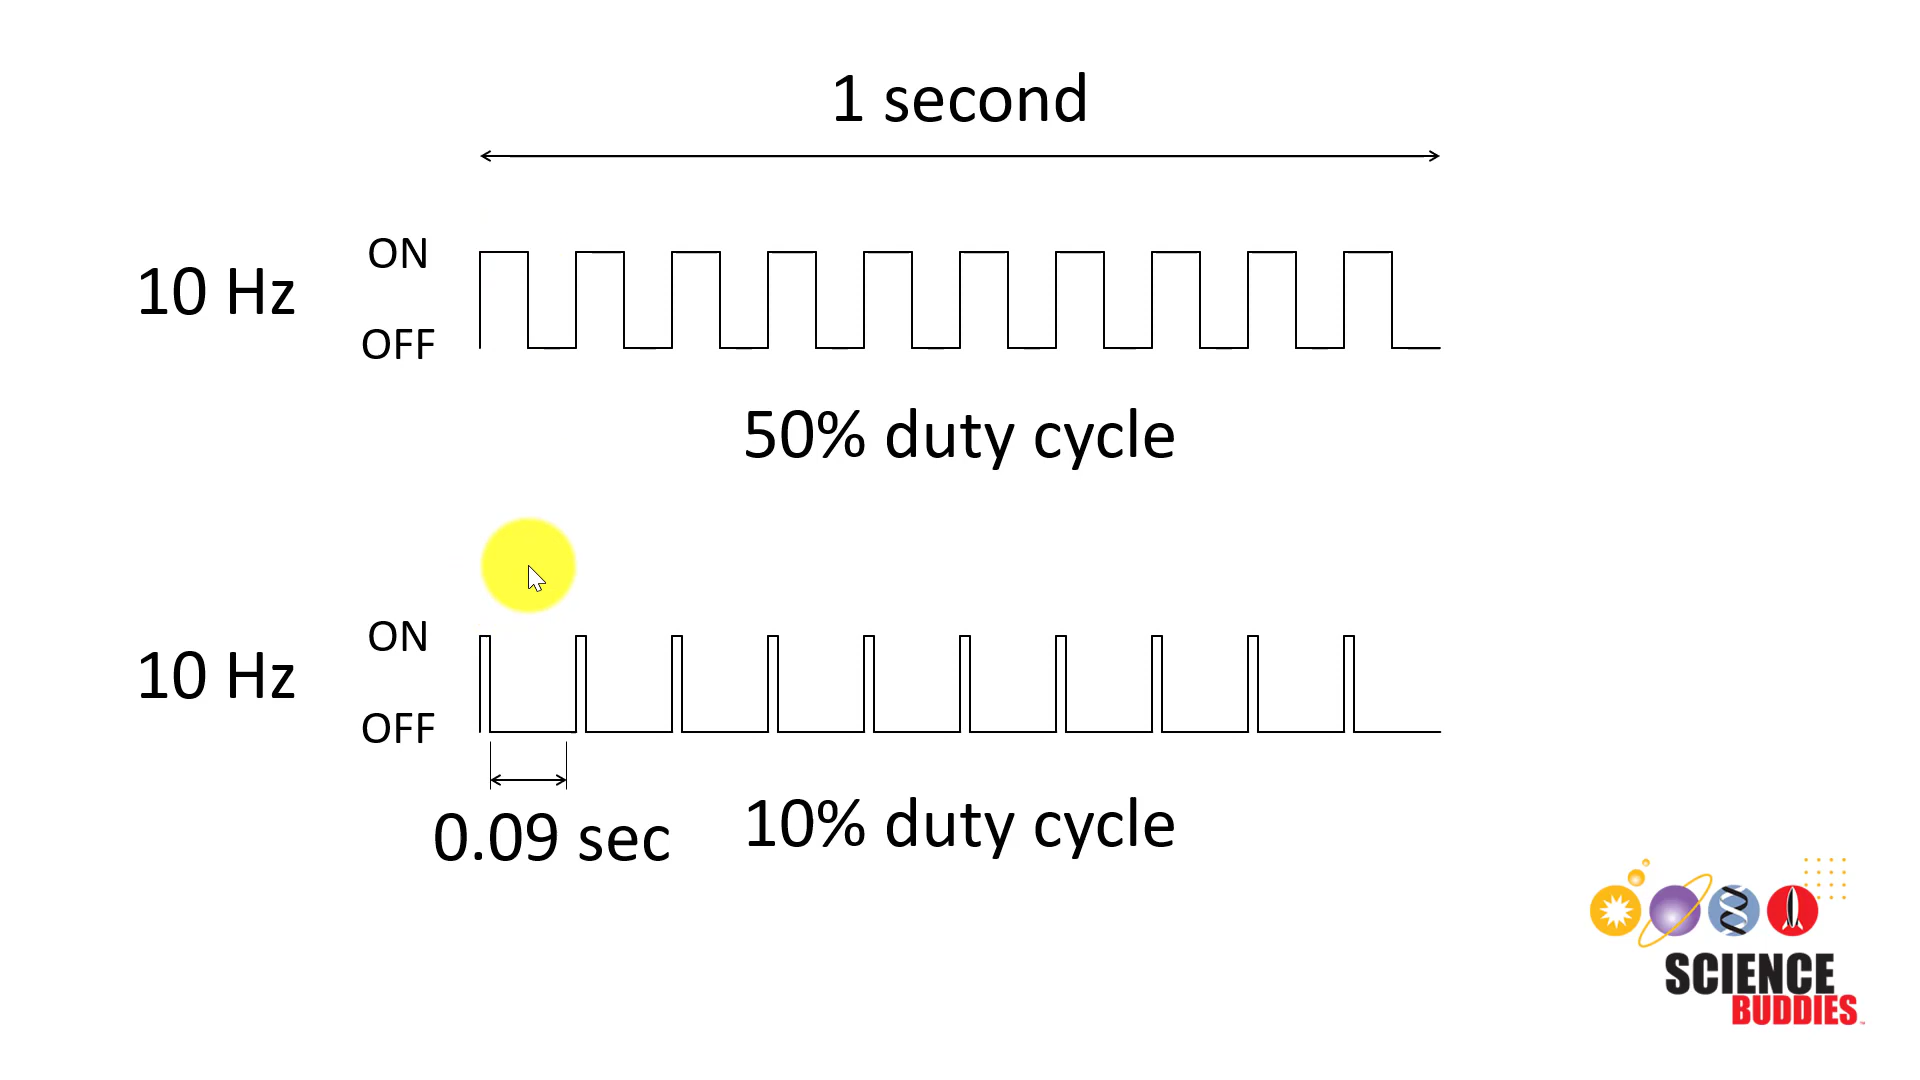 1 second
10 Hz
ON
OFF
50% duty cycle
10 Hz
ON
OFF
0.09 sec
10% duty cycle
SCIENCE
BUDDIES